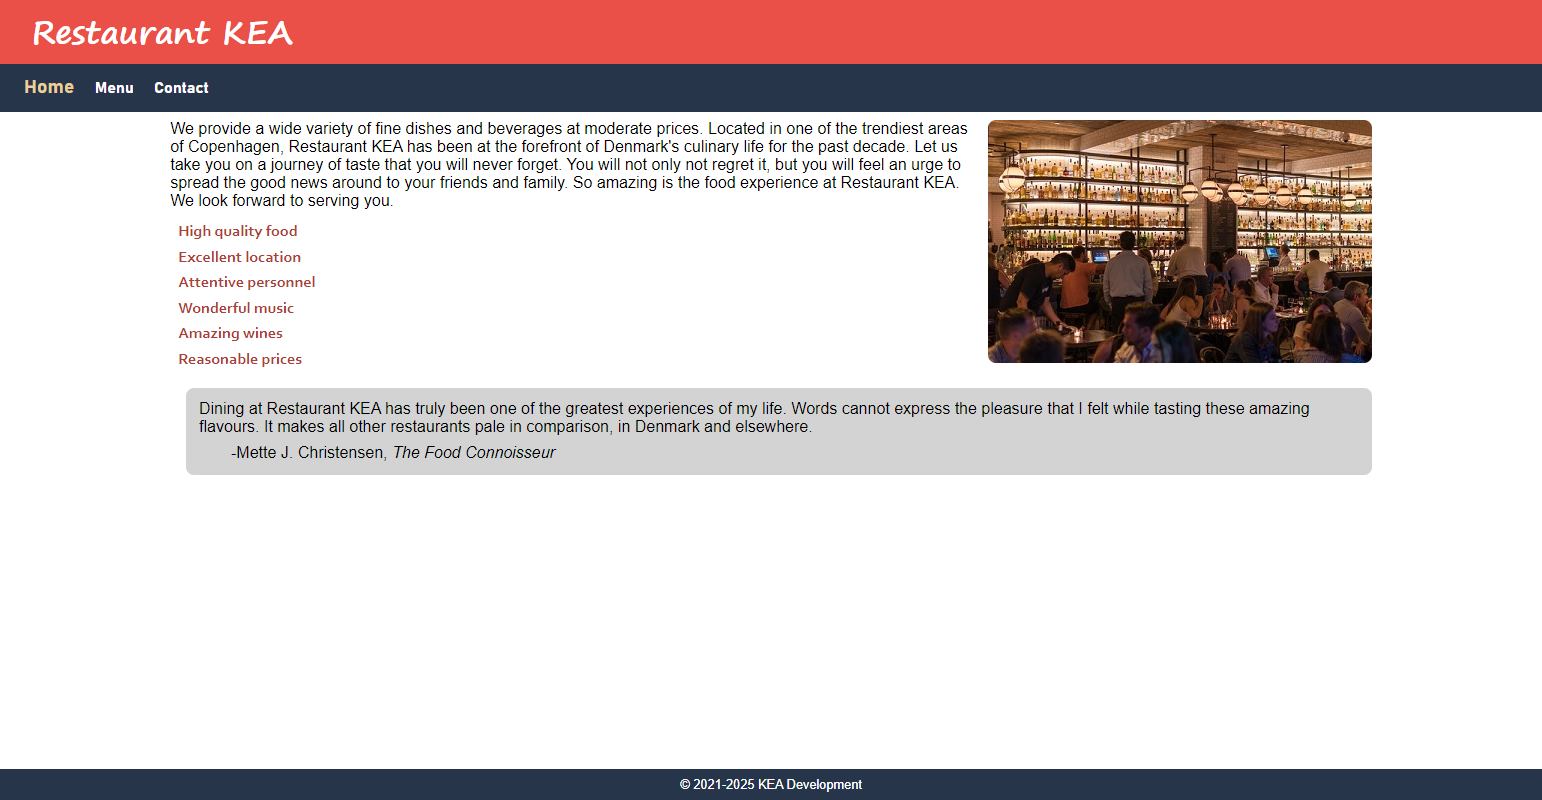 Restaurant KEA
Home Menu Contact
We provide a wide variety of fine dishes and beverages at moderate prices. Located in one of the trendiest areas
of Copenhagen, Restaurant KEA has been at the forefront of Denmark's culinary life for the past decade. Let us
take you on a journey of taste that you will never forget. You will not only not regret it, but you will feel an urge to
spread the good news around to your friends and family. So amazing is the food experience at Restaurant KEA.
We look forward to serving you.
High quality food
Excellent location
Attentive personnel
Wonderful music
Amazing wines
Reasonable prices
Dining at Restaurant KEA has truly been one of the greatest experiences of my life. Words cannot express the pleasure that I felt while tasting these amazing
flavours. It makes all other restaurants pale in comparison, in Denmark and elsewhere.
-Mette J. Christensen, The Food Connoisseur
© 2021-2025 KEA Development